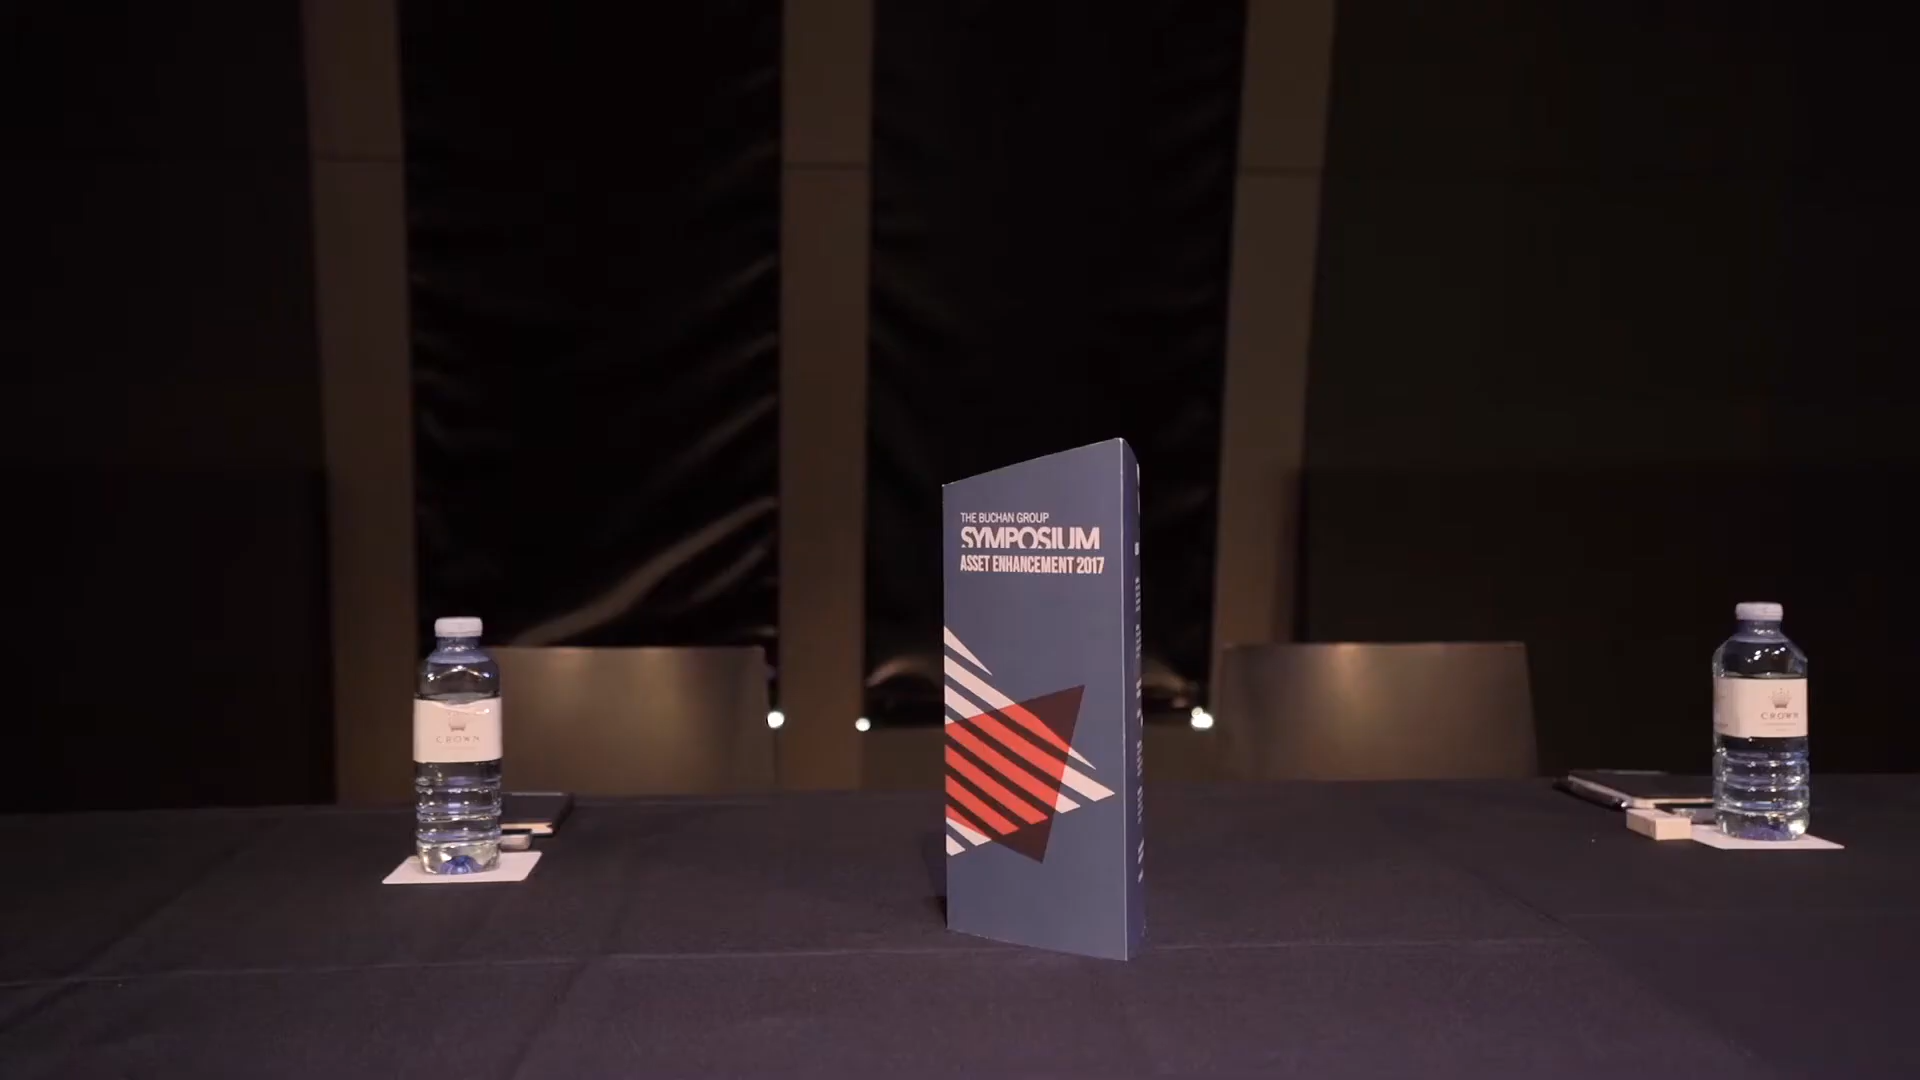 THE BUCHAN GROUP
SYMPOSIUM
ASSET ENHANCEMENT 2017
CROWN
CROWN